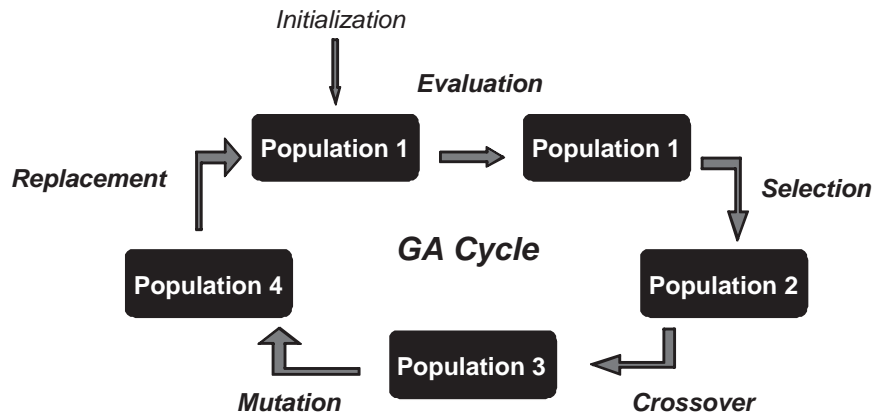 Initialization
Evaluation
Population 1
Population 1
Replacement
Selection
GA Cycle
Population 4
Population 2
Population 3
Mutation
Crossover